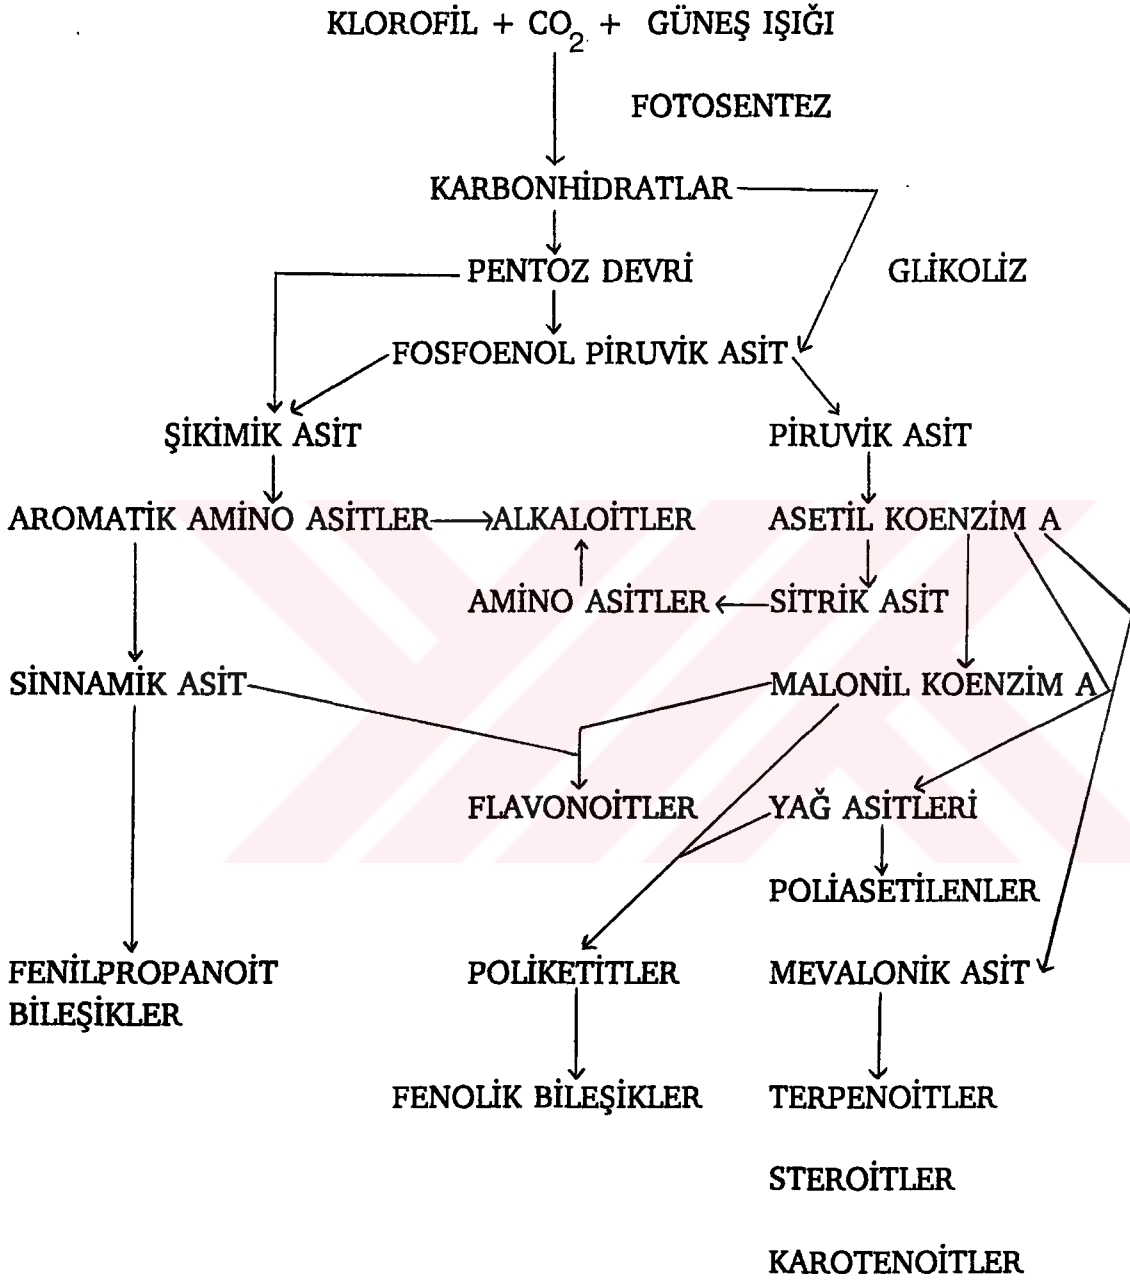 KLOROFİL + CO2 + GÜNEŞ IŞIĞI
FOTOSENTEZ
KARBONHİDRATLAR
PENTOZ DEVRİ
GLİKOLİZ
FOSFOENOL PİRUVİK ASİT
ŞİKİMİK ASİT
PİRUVİK ASİT
AROMATİK AMİNO ASİTLER
ALKALOİTLER
ASETİL KOENZİM A
AMİNO ASİTLER
SİTRİK ASİT
SİNNAMİK ASİT
MALONİL KOENZİM A
FLAVONOİTLER
YAĞ ASİTLERİ
POLİASETİLENLER
FENİLPROPANOİT
BİLEŞİKLER
POLİKETİTLER
MEVALONİK ASİT
FENOLİK BİLEŞİKLER
TERPENOİTLER
STEROİTLER
KAROTENOİTLER